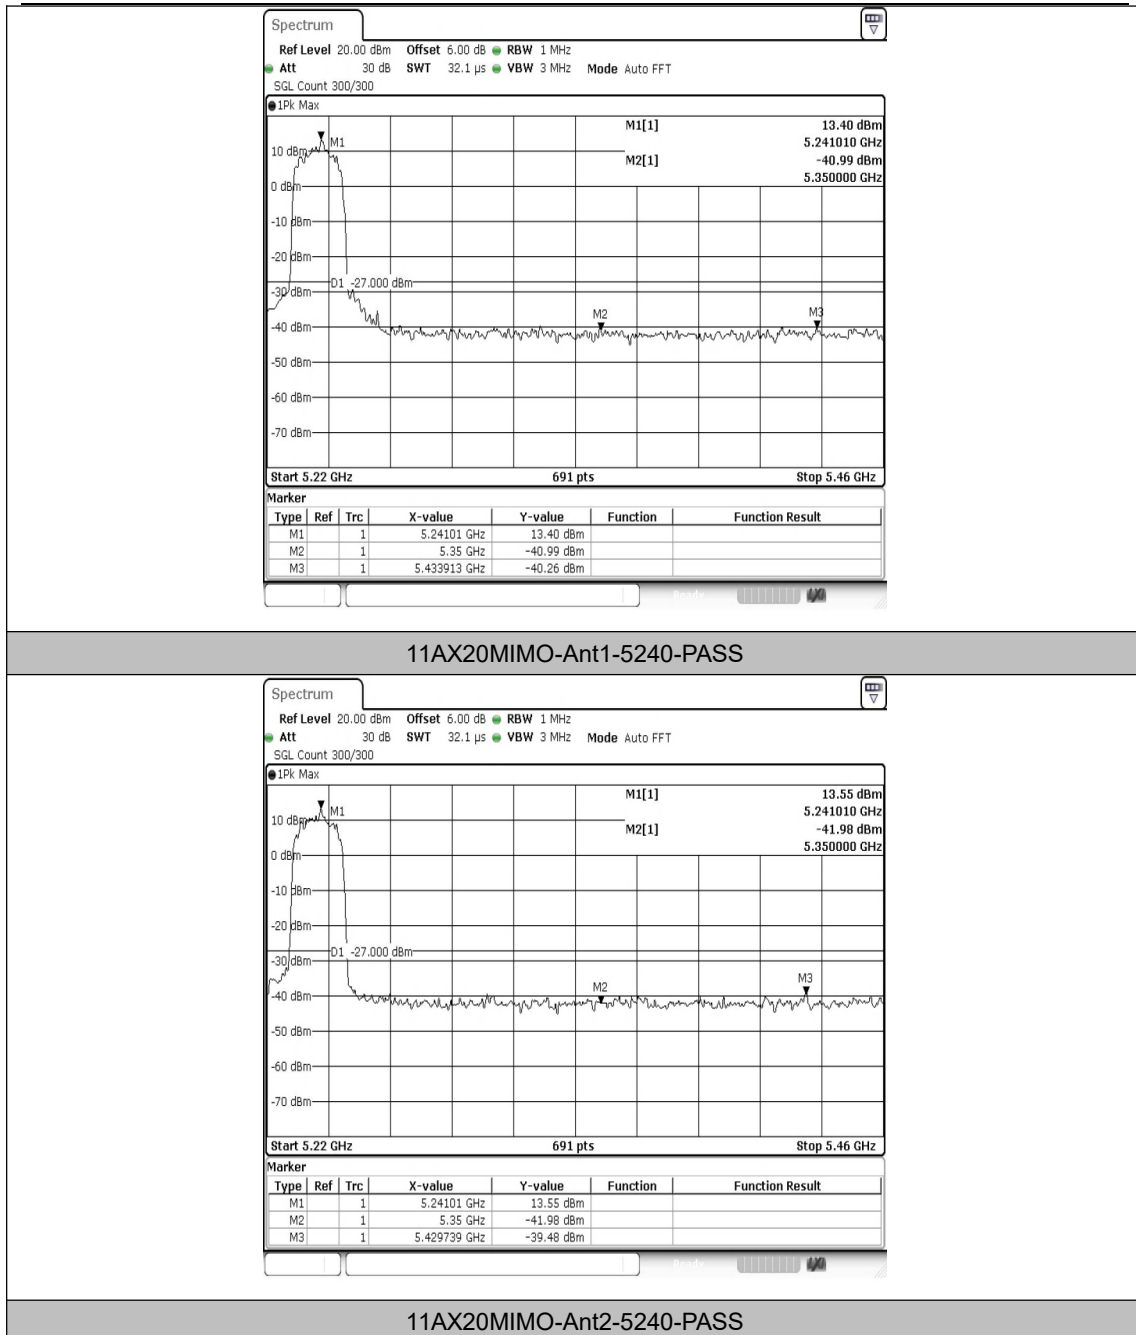 Spectrum
Ref Level 20.00 dBm Offset 6.00 dB RBW 1 MHz
Att 30 dB SWT 32.1 µs VBW 3 MHz Mode Auto FFT
SGL Count 300/300
1Pk Max
M1[1] 13.40 dBm
5.241010 GHz
M2[1] -40.99 dBm
5.350000 GHz
M1
10 dBm
0 dBm
-10 dBm
-20 dBm
D1 -27.000 dBm
-30 dBm
M2 M3
-40 dBm
-50 dBm
-60 dBm
-70 dBm
Start 5.22 GHz 691 pts Stop 5.46 GHz
Marker
Type Ref Trc X-value Y-value Function Function Result
M1 1 5.24101 GHz 13.40 dBm
M2 1 5.35 GHz -40.99 dBm
M3 1 5.433913 GHz -40.26 dBm
Ready
11AX20MIMO-Ant1-5240-PASS
Spectrum
Ref Level 20.00 dBm Offset 6.00 dB RBW 1 MHz
Att 30 dB SWT 32.1 µs VBW 3 MHz Mode Auto FFT
SGL Count 300/300
1Pk Max
M1[1] 13.55 dBm
5.241010 GHz
M2[1] -41.98 dBm
5.350000 GHz
M1
10 dBm
0 dBm
-10 dBm
-20 dBm
D1 -27.000 dBm
-30 dBm
M2 M3
-40 dBm
-50 dBm
-60 dBm
-70 dBm
Start 5.22 GHz 691 pts Stop 5.46 GHz
Marker
Type Ref Trc X-value Y-value Function Function Result
M1 1 5.24101 GHz 13.55 dBm
M2 1 5.35 GHz -41.98 dBm
M3 1 5.429739 GHz -39.48 dBm
Ready
11AX20MIMO-Ant2-5240-PASS